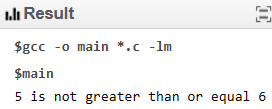 Result
$gcc -o main *.c -lm
$main
5 is not greater than or equal 6